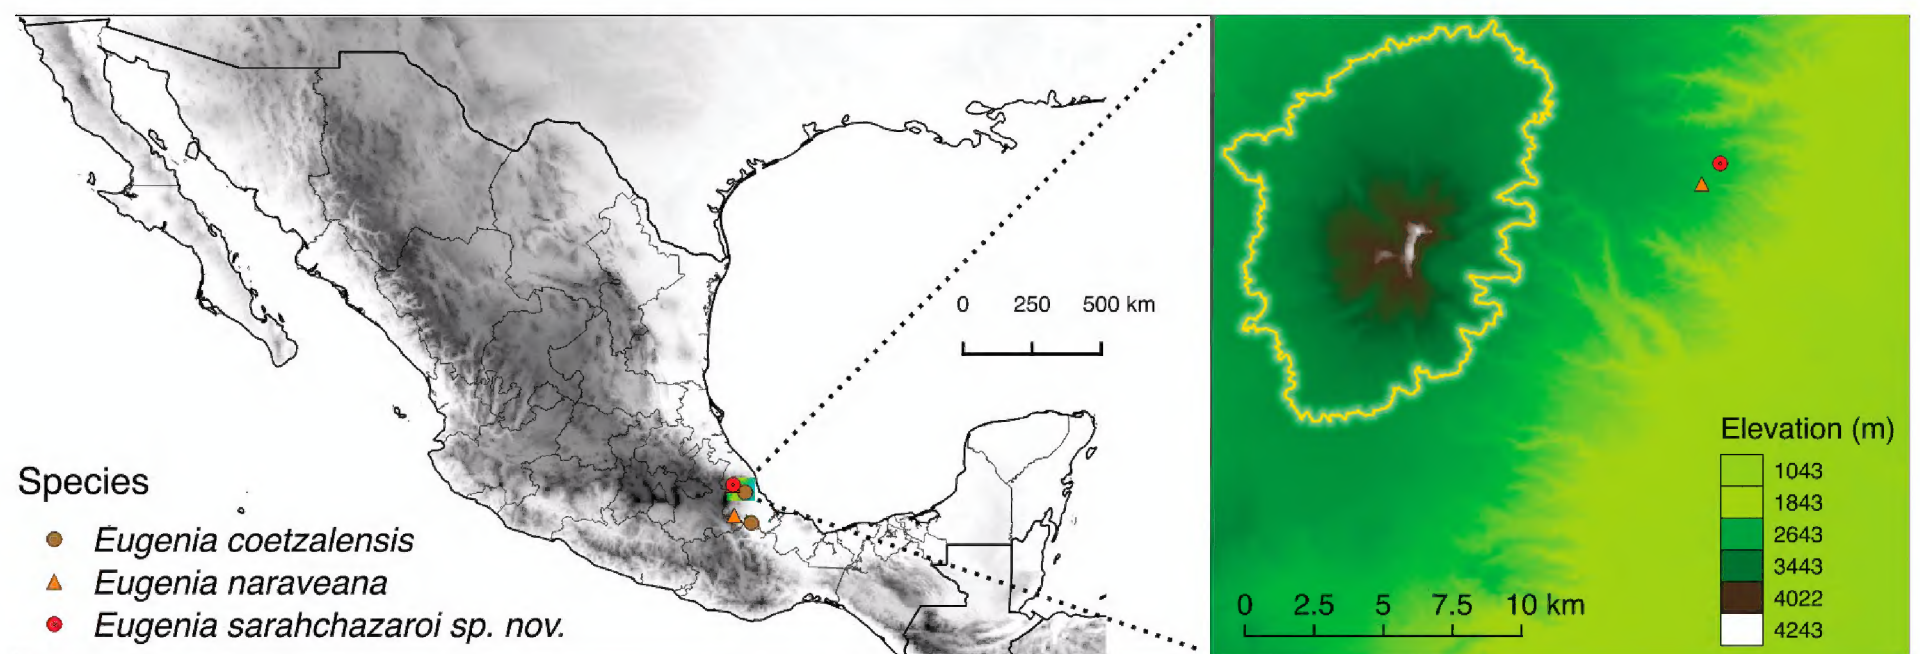 0 250 500 km
Species
Eugenia coetzalensis
Eugenia naraveana
Eugenia sarahchazaroi sp. nov.
Elevation (m)
1043
1843
2643
3443
4022
4243
0 2.5 5 7.5 10 km